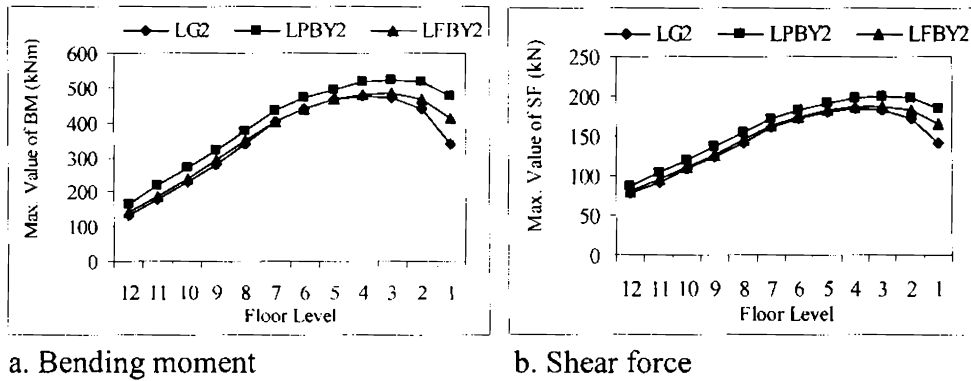 LG2 LPBY2 LFBY2
Max. Value of BM (kNm)
600
500
400
300
200
100
0
12 11 10 9 8 7 6 5 4 3 2 1
Floor Level
a. Bending moment
LG2 LPBY2 LFBY2
Max. Value of SF (kN)
250
200
150
100
50
0
12 11 10 9 8 7 6 5 4 3 2 1
Floor Level
b. Shear force